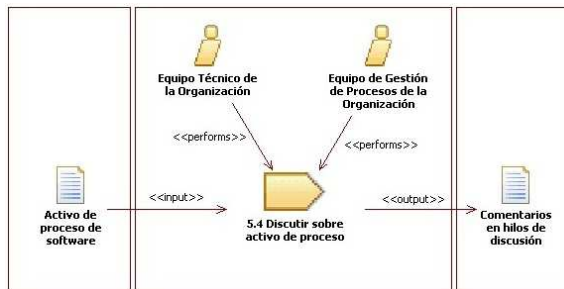 Equipo Técnico de
la Organización
Equipo de Gestión
de Procesos de la
Organización
<<performs>>
<<performs>>
<<input>>
<<output>>
Activo de
proceso de
software
5.4 Discutir sobre
activo de proceso
Comentarios
en hilos de
discusión